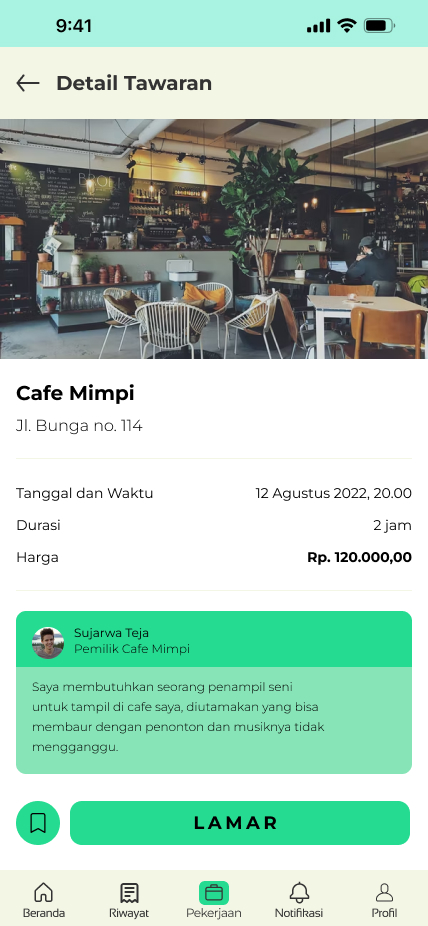 9:41
Detail Tawaran
Cafe Mimpi
Jl. Bunga no. 114
Tanggal dan Waktu 12 Agustus 2022, 20.00
Durasi 2 jam
Harga Rp. 120.000,00
Sujarwa Teja
Pemilik Cafe Mimpi
Saya membutuhkan seorang penampil seni
untuk tampil di cafe saya, diutamakan yang bisa
membaur dengan penonton dan musiknya tidak
mengganggu.
LAMAR
Beranda Riwayat Pekerjaan Notifikasi Profil